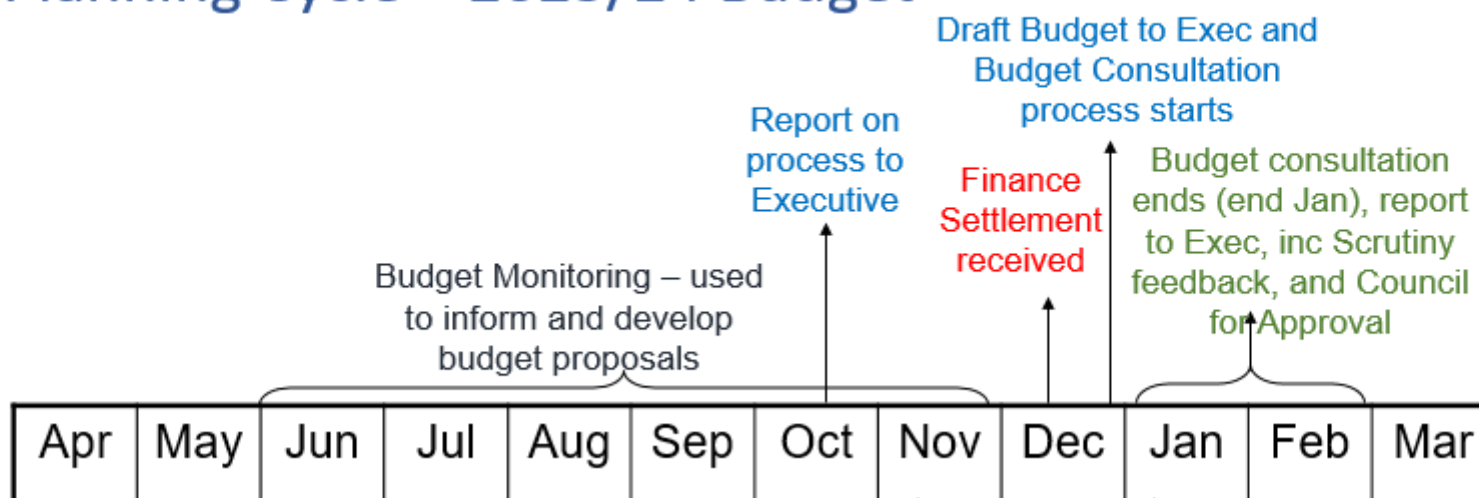 Draft Budget to Exec and
Budget Consultation
process starts
Report on
process to
Executive
Finance
Settlement
received
Budget consultation
ends (end Jan), report
to Exec, inc Scrutiny
feedback, and Council
for Approval
Budget Monitoring – used
to inform and develop
budget proposals
Apr May Jun Jul Aug Sep Oct Nov Dec Jan Feb Mar